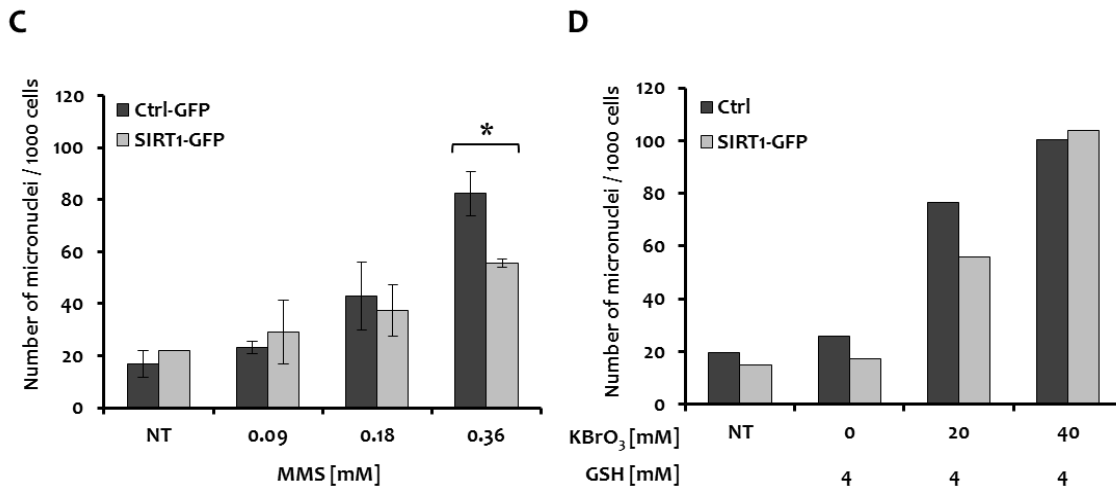 C
Number of micronuclei / 1000 cells
120
100
80
60
40
20
0
Ctrl-GFP
SIRT1-GFP
*
NT 0.09 0.18 0.36
MMS [mM]
D
Number of micronuclei / 1000 cells
120
100
80
60
40
20
0
Ctrl
SIRT1-GFP
KBrO₃ [mM] NT 0 20 40
GSH [mM] 4 4 4